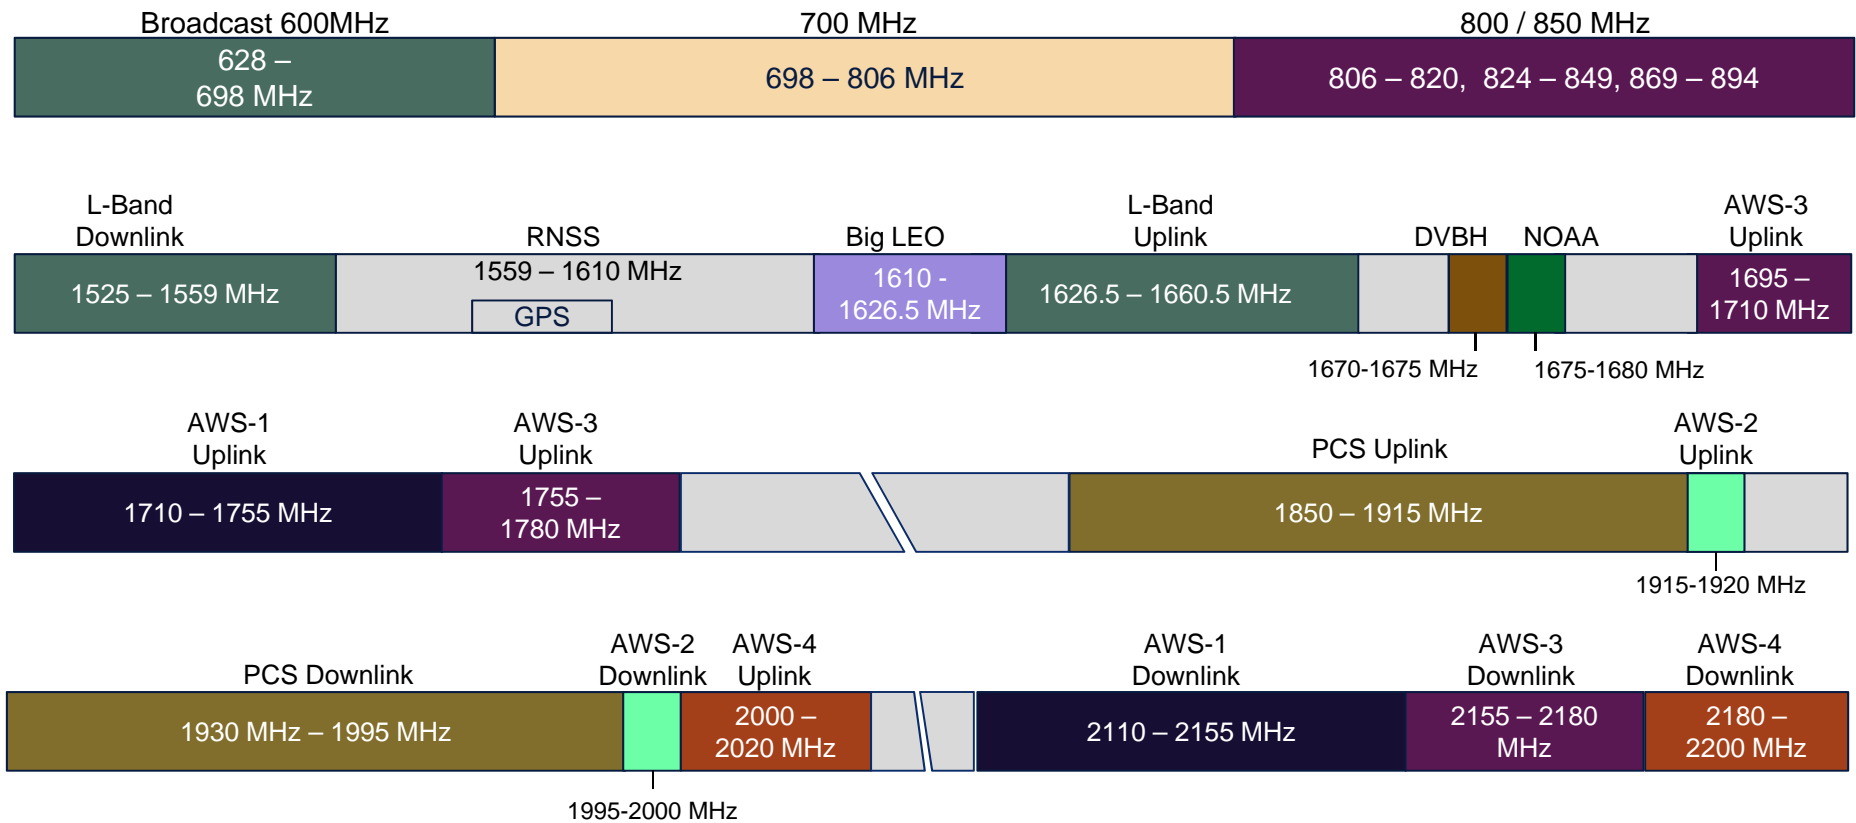 Broadcast 600MHz
700 MHz
800 / 850 MHz
628 –
698 MHz
698 – 806 MHz
806 – 820,  824 – 849, 869 – 894
L-Band
Downlink
RNSS
Big LEO
L-Band
Uplink
DVBH
NOAA
AWS-3
Uplink
1525 – 1559 MHz
1559 – 1610 MHz
GPS
1610 -
1626.5 MHz
1626.5 – 1660.5 MHz
1695 –
1710 MHz
1670-1675 MHz
1675-1680 MHz
AWS-1
Uplink
AWS-3
Uplink
PCS Uplink
AWS-2
Uplink
1710 – 1755 MHz
1755 –
1780 MHz
1850 – 1915 MHz
1915-1920 MHz
PCS Downlink
AWS-2
Downlink
AWS-4
Uplink
AWS-1
Downlink
AWS-3
Downlink
AWS-4
Downlink
1930 MHz – 1995 MHz
2000 –
2020 MHz
2110 – 2155 MHz
2155 – 2180
MHz
2180 –
2200 MHz
1995-2000 MHz